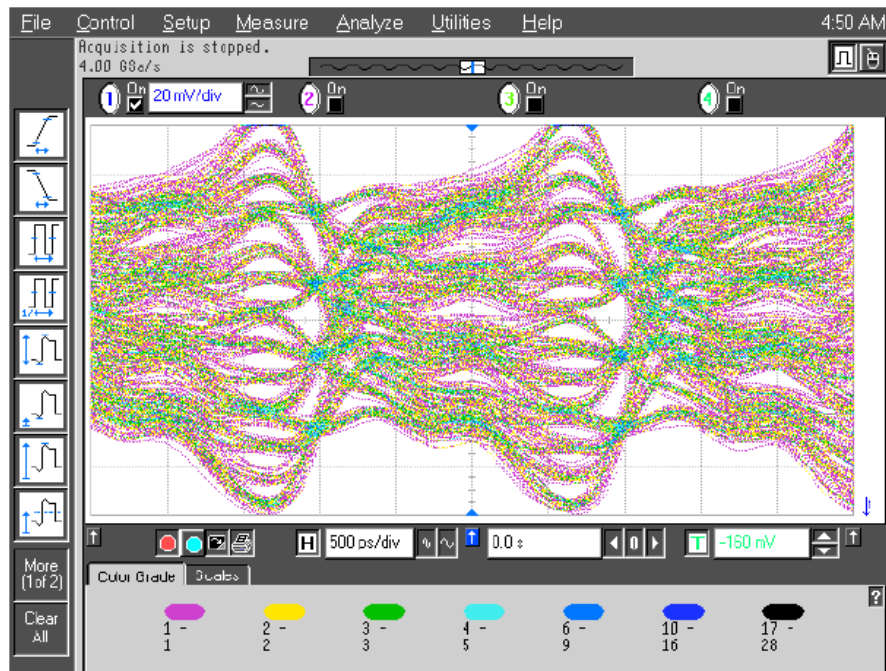 File Control Setup Measure Analyze Utilities Help 4:50 AM
Acquisition is stopped.
4.00 GSa/s
1 On 20 mV/div 2 On 3 On 4 On
More
(1 of 2)
Clear
All
H 500 ps/div 0.0 s 0 T -160 mV
Color Grade Scales
?
1 - 2 - 3 - 4 - 6 - 10 - 17 -
1 2 3 5 9 16 28